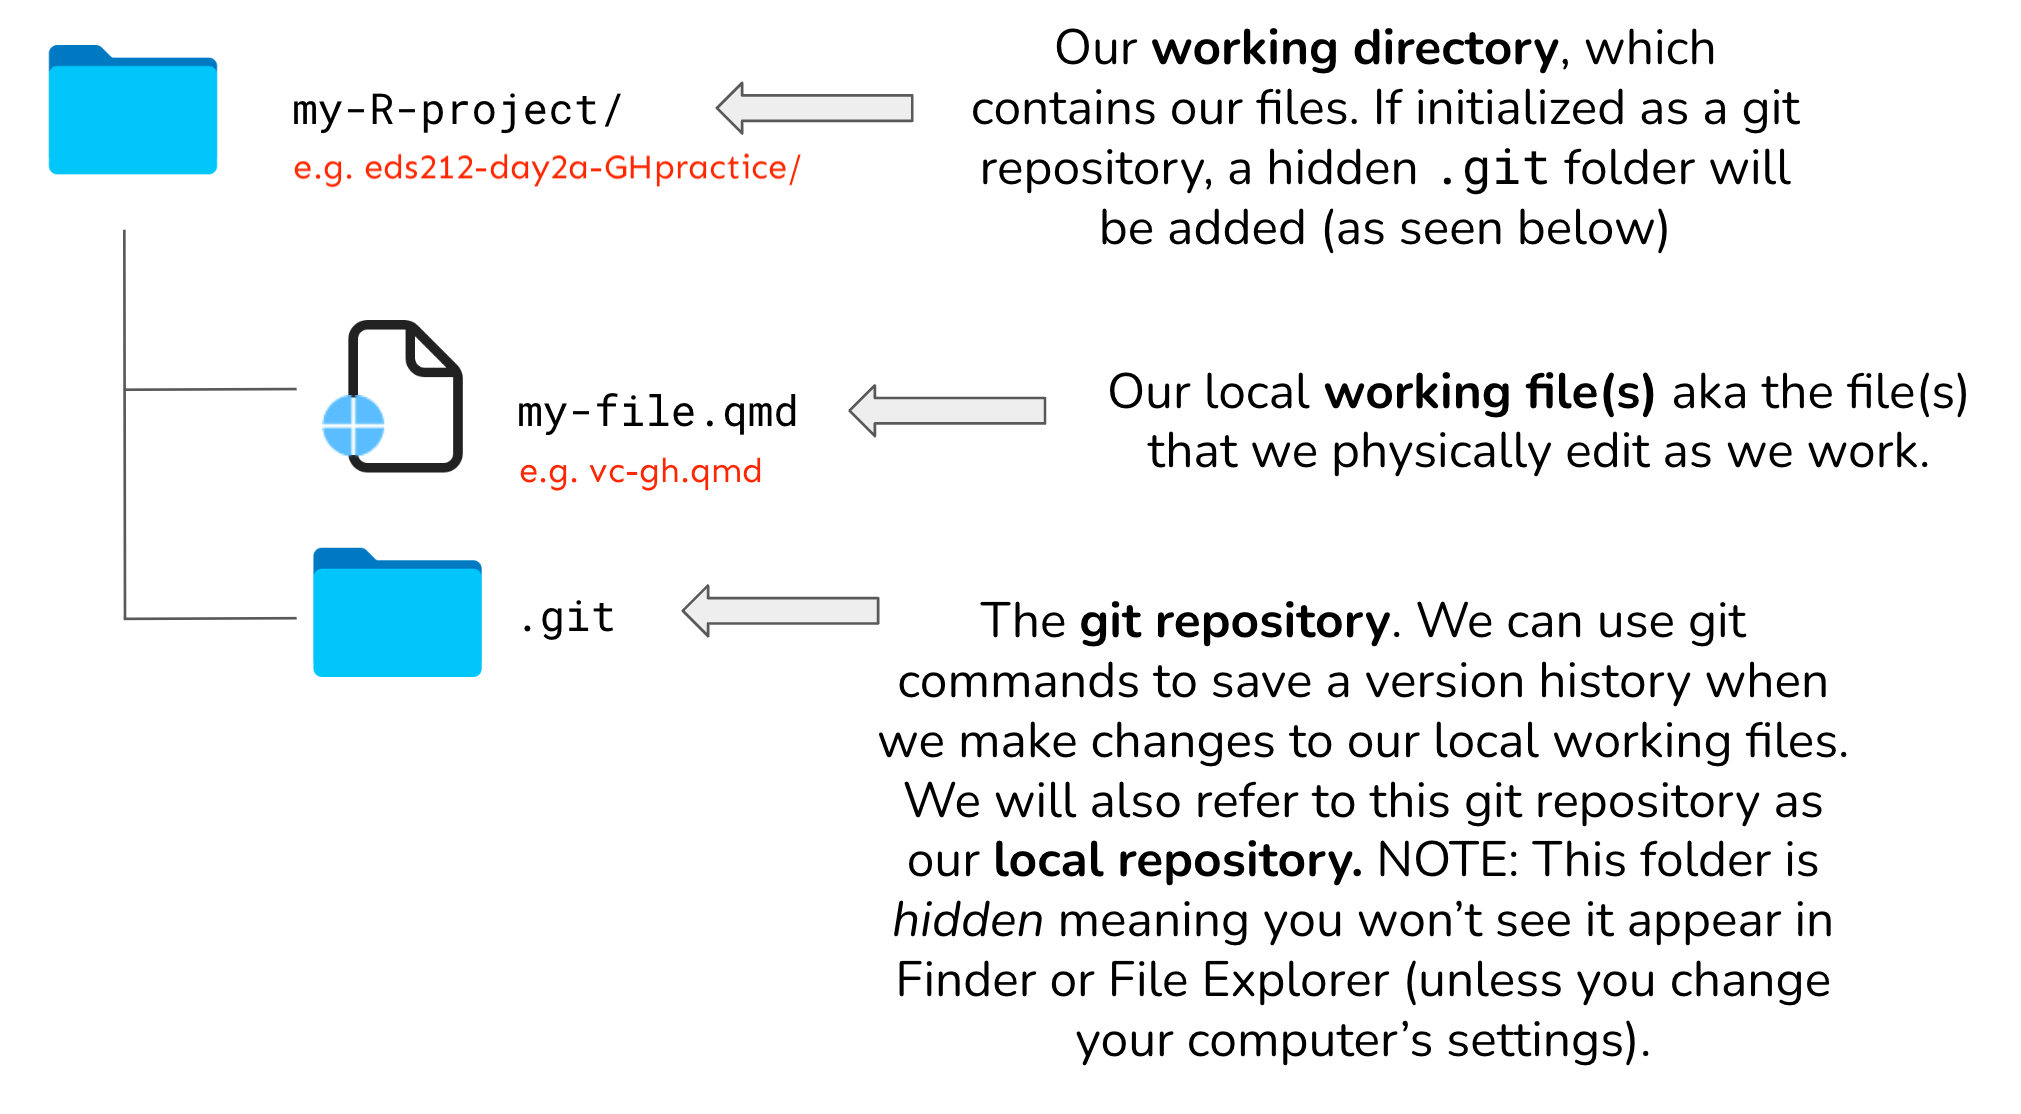 my-R-project/
e.g. eds212-day2a-GHpractice/
Our working directory, which
contains our files. If initialized as a git
repository, a hidden .git folder will
be added (as seen below)
my-file.qmd
e.g. vc-gh.qmd
Our local working file(s) aka the file(s)
that we physically edit as we work.
.git
The git repository. We can use git
commands to save a version history when
we make changes to our local working files.
We will also refer to this git repository as
our local repository. NOTE: This folder is
hidden meaning you won’t see it appear in
Finder or File Explorer (unless you change
your computer’s settings).